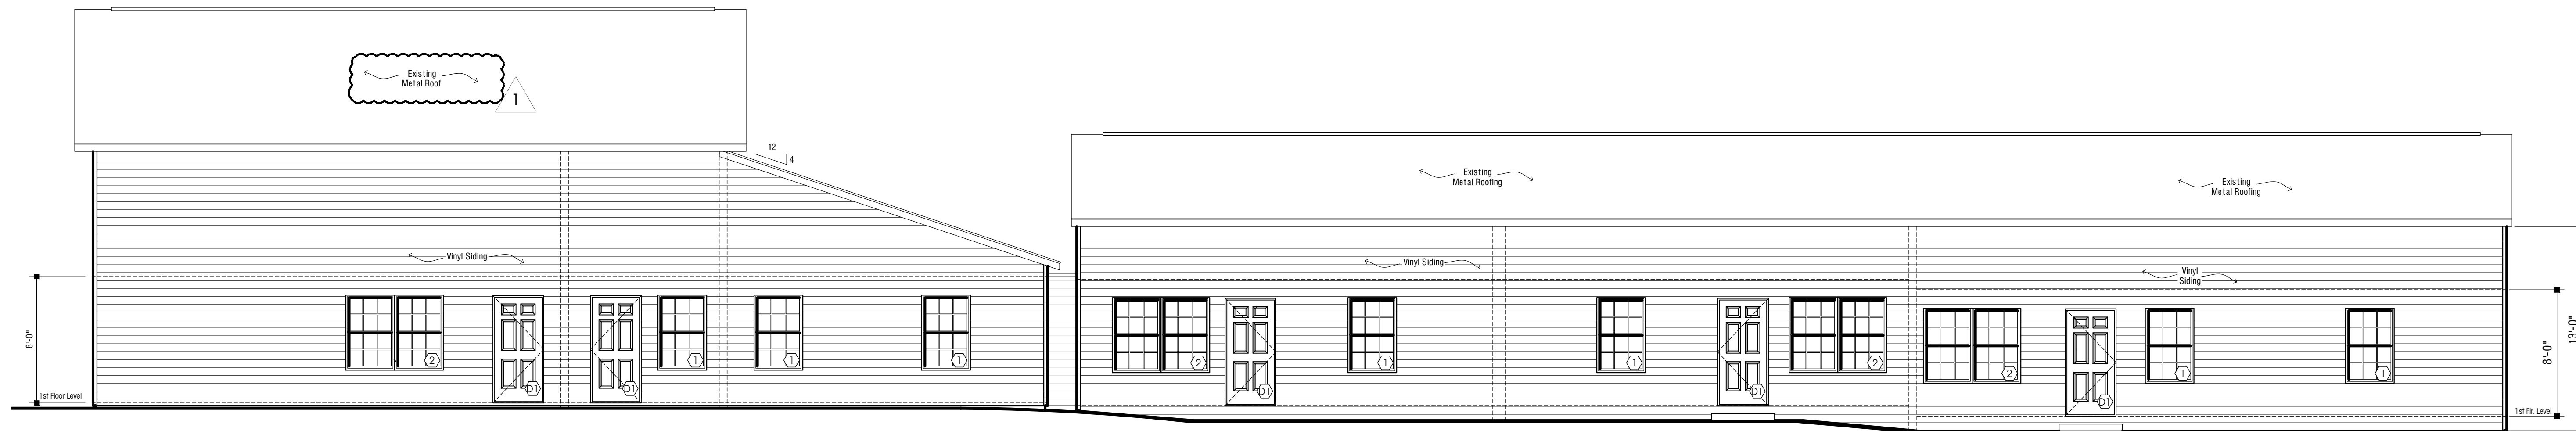 Existing
Metal Roof
1
12
4
Existing
Metal Roofing
Existing
Metal Roofing
Vinyl Siding
Vinyl Siding
Vinyl
Siding
8'-0"
13'-0"
8'-0"
2
D1
D1
1
1
1
2
D1
1
1
D1
2
2
D1
1
1
1st Floor Level
1st Flr. Level